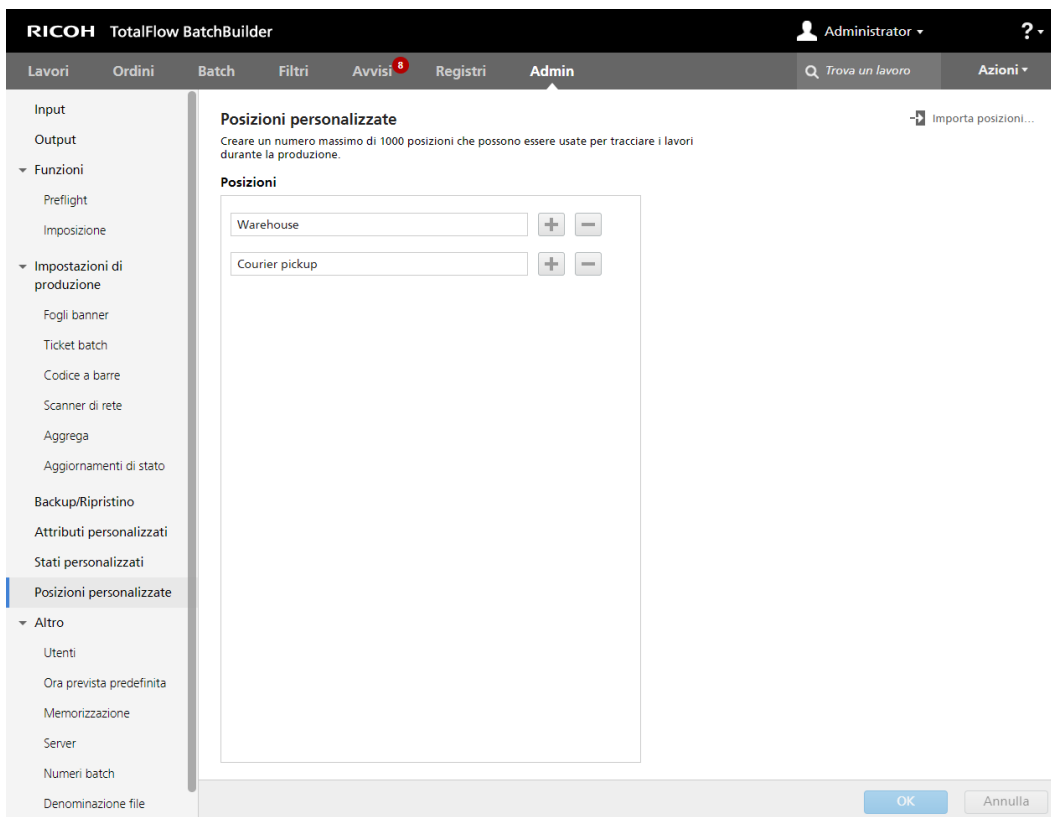 RICOH TotalFlow BatchBuilder
Administrator
?
Lavori Ordini Batch Filtri Avvisi 8 Registri Admin
Trova un lavoro
Azioni
Input
Output
Funzioni
Preflight
Imposizione
Impostazioni di
produzione
Fogli banner
Ticket batch
Codice a barre
Scanner di rete
Aggrega
Aggiornamenti di stato
Backup/Ripristino
Attributi personalizzati
Stati personalizzati
Posizioni personalizzate
Altro
Utenti
Ora prevista predefinita
Memorizzazione
Server
Numeri batch
Denominazione file
Posizioni personalizzate
Importa posizioni...
Creare un numero massimo di 1000 posizioni che possono essere usate per tracciare i lavori
durante la produzione.
Posizioni
Warehouse
Courier pickup
OK
Annulla